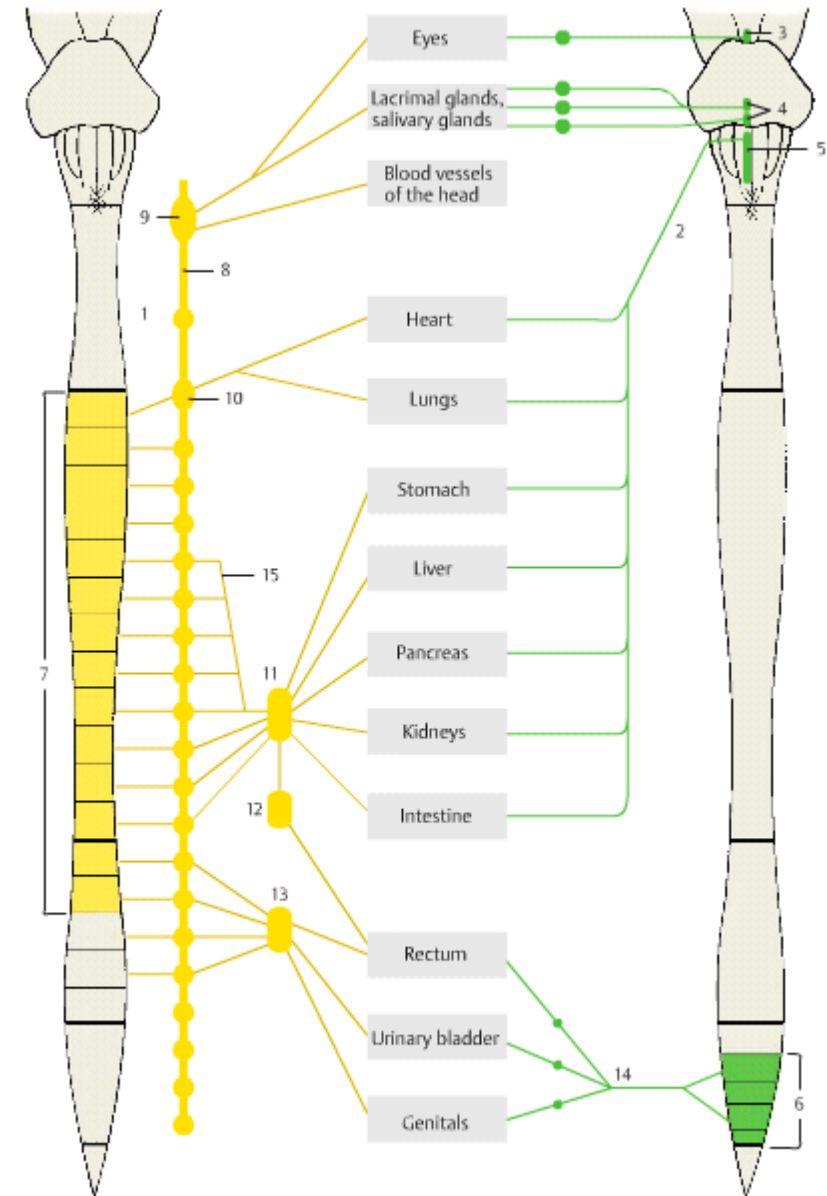 Eyes
3
Lacrimal glands,
salivary glands
4
5
Blood vessels
of the head
9
2
8
1
Heart
10
Lungs
Stomach
15
Liver
7
11
Pancreas
Kidneys
12
Intestine
13
Rectum
Urinary bladder
14
6
Genitals